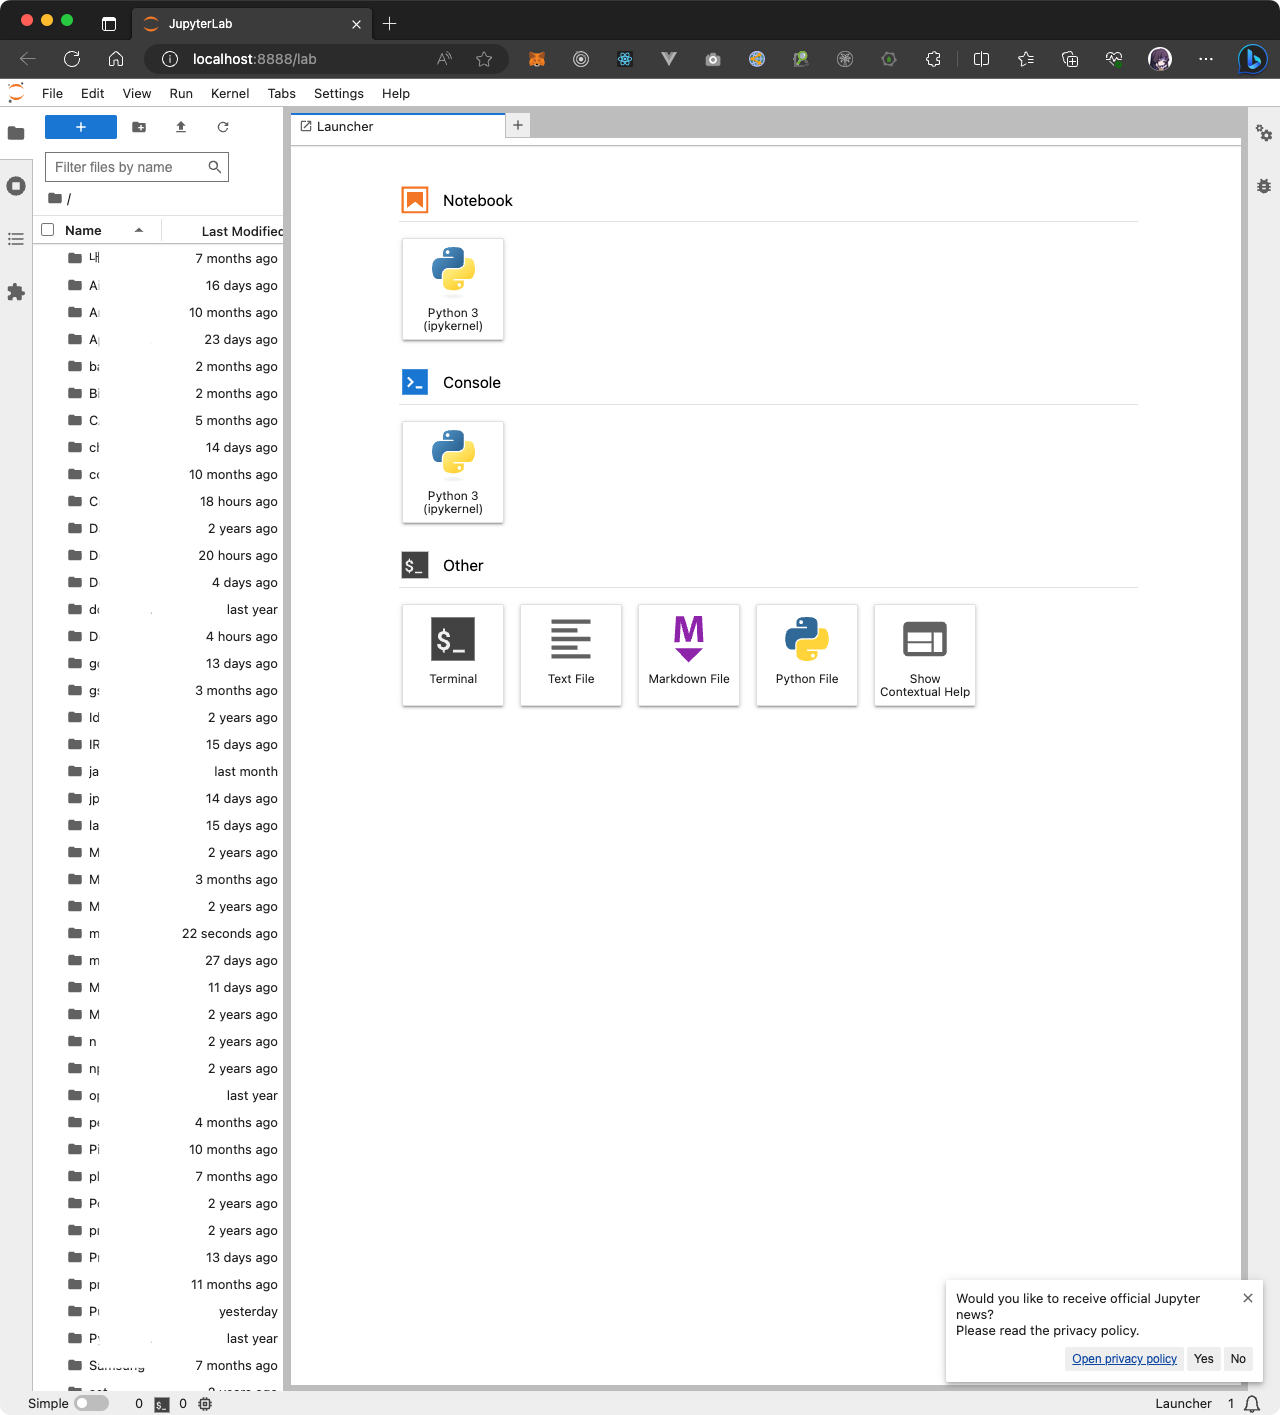 JupyterLab
localhost:8888/lab
File Edit View Run Kernel Tabs Settings Help
Launcher
Filter files by name
/
Name Last Modified
내 7 months ago
Ai 16 days ago
10 months ago
23 days ago
2 months ago
Bi 2 months ago
5 months ago
14 days ago
10 months ago
18 hours ago
2 years ago
20 hours ago
4 days ago
last year
4 hours ago
13 days ago
3 months ago
Id 2 years ago
IR 15 days ago
ja last month
jp 14 days ago
la 15 days ago
M 2 years ago
M 3 months ago
M 2 years ago
m 22 seconds ago
m 27 days ago
M 11 days ago
M 2 years ago
n 2 years ago
2 years ago
last year
4 months ago
Pi 10 months ago
pl 7 months ago
2 years ago
2 years ago
13 days ago
11 months ago
yesterday
last year
Samsung 7 months ago
Notebook
Python 3
(ipykernel)
Console
Python 3
(ipykernel)
$_ Other
$_
Terminal
Text File
M
Markdown File
Python File
Show
Contextual Help
Would you like to receive official Jupyter
news?
Please read the privacy policy.
Open privacy policy Yes No
Simple 0 $_ 0 Launcher 1